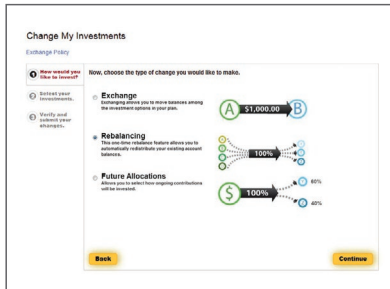 Change My Investments
Exchange Policy
1 How would you
like to invest?
2 Select your
investments.
3 Verify and
submit your
changes.
Now, choose the type of change you would like to make.
Exchange
Exchanging allows you to move balances among
the investment options in your plan.
A $1,000.00 B
Rebalancing
This one-time rebalance feature allows you to
automatically redistribute your existing account
balances.
100%
Future Allocations
Allows you to select how ongoing contributions
will be invested.
$ 100%
60%
40%
Back
Continue